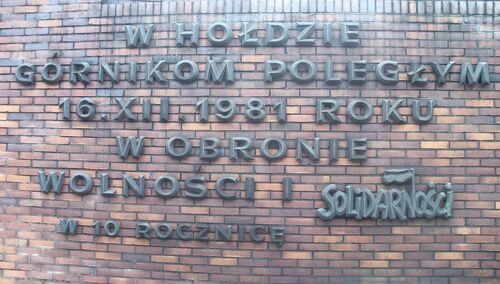 W HOŁDZIE
GÓRNIKOM POLEGŁYM
16.XII.1981 ROKU
W OBRONIE
WOLNOŚCI I SOLIDARNOŚCI
W 10 ROCZNICĘ